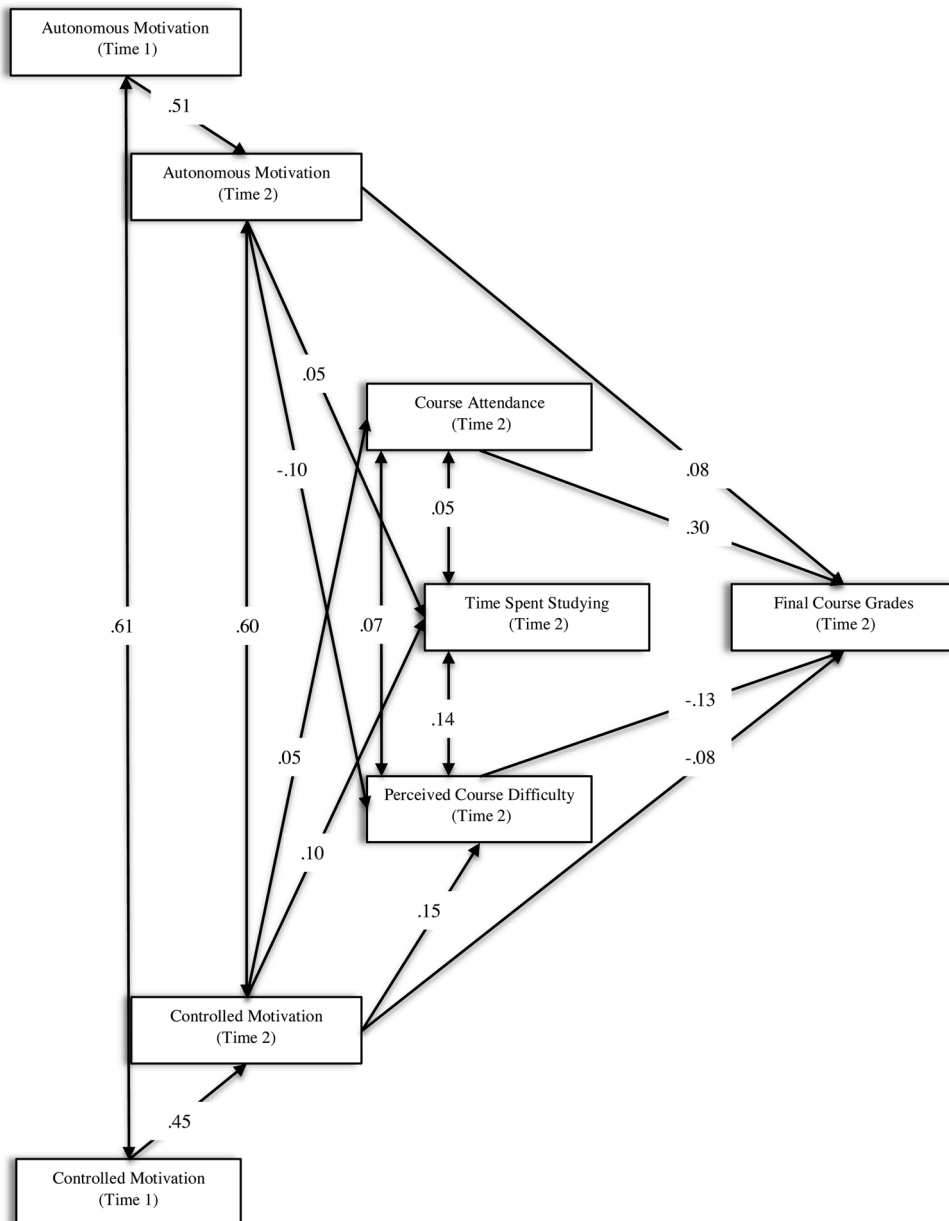 Autonomous Motivation
(Time 1)
.51
Autonomous Motivation
(Time 2)
.05
Course Attendance
(Time 2)
-.10
.08
.05
.30
Time Spent Studying
(Time 2)
Final Course Grades
(Time 2)
.61
.60
.07
-.13
.14
.05
-.08
Perceived Course Difficulty
(Time 2)
.10
.15
Controlled Motivation
(Time 2)
.45
Controlled Motivation
(Time 1)